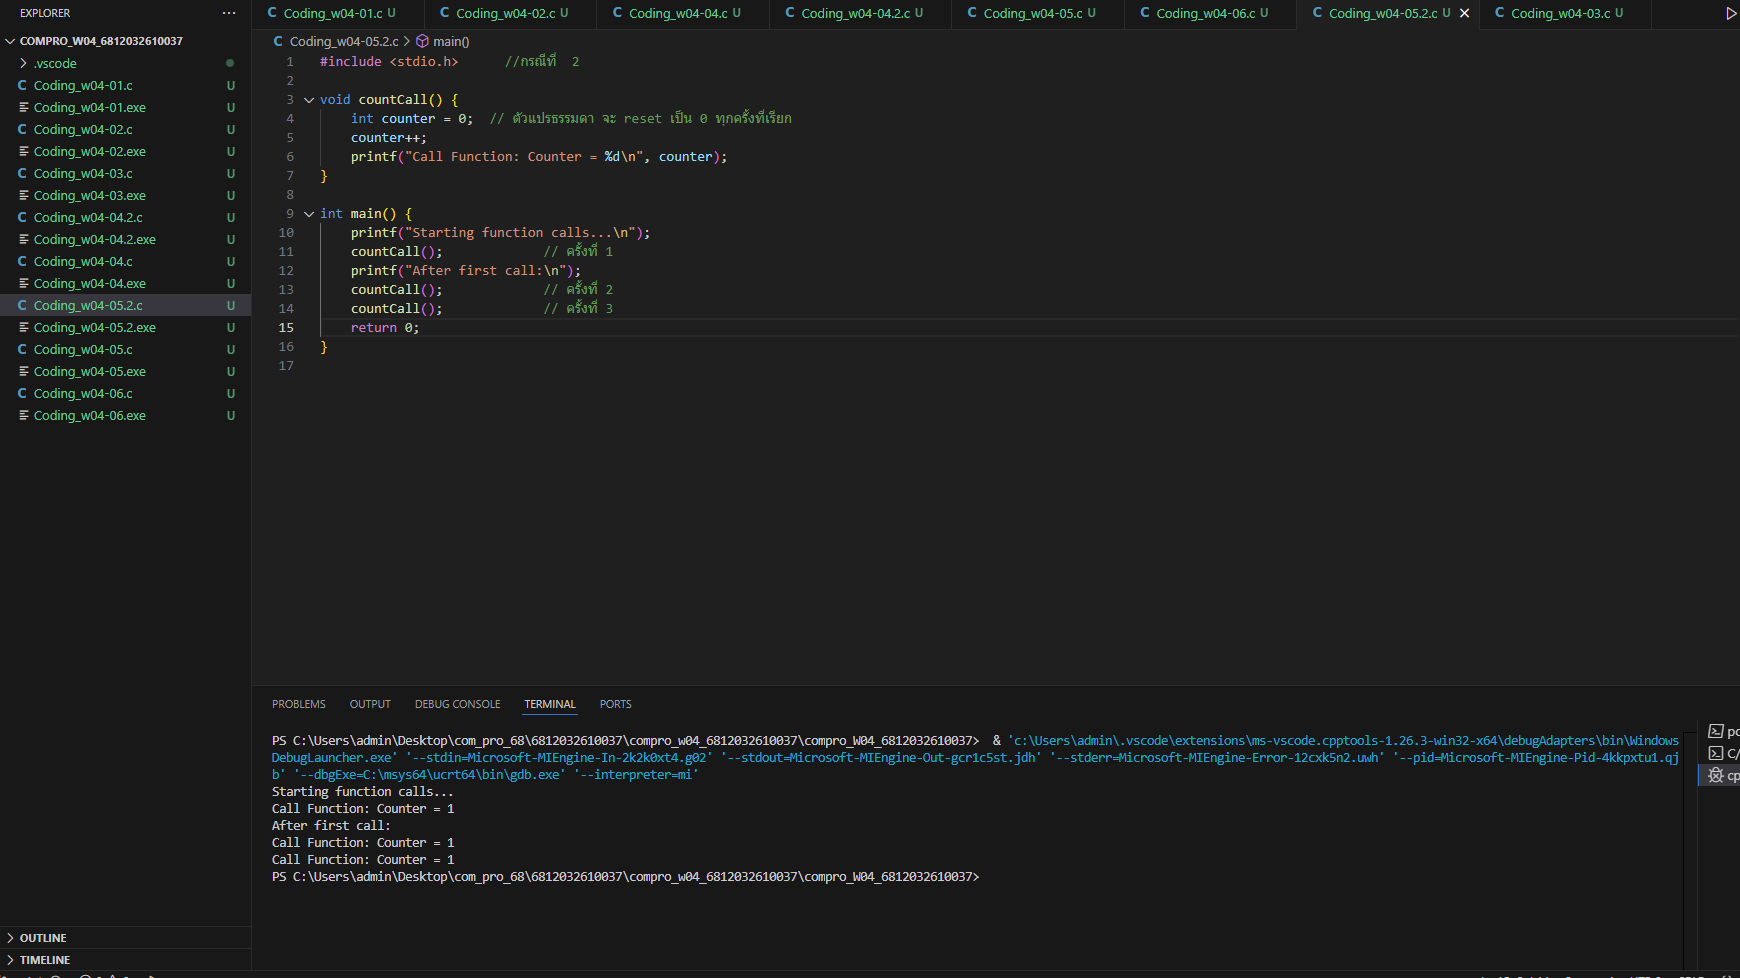 EXPLORER
COMPRO_W04_6812032610037
.vscode
Coding_w04-01.c U
Coding_w04-01.exe U
Coding_w04-02.c U
Coding_w04-02.exe U
Coding_w04-03.c U
Coding_w04-03.exe U
Coding_w04-04.2.c U
Coding_w04-04.2.exe U
Coding_w04-04.c U
Coding_w04-04.exe U
Coding_w04-05.2.c U
Coding_w04-05.2.exe U
Coding_w04-05.c U
Coding_w04-05.exe U
Coding_w04-06.c U
Coding_w04-06.exe U
OUTLINE
TIMELINE
C Coding_w04-01.c U C Coding_w04-02.c U C Coding_w04-04.c U C Coding_w04-04.2.c U C Coding_w04-05.c U C Coding_w04-06.c U C Coding_w04-05.2.c U C Coding_w04-03.c U
C Coding_w04-05.2.c > main()
1 #include <stdio.h> //กรณีที่ 2
2
3 void countCall() {
4 int counter = 0; // ตัวแปรธรรมดา จะ reset เป็น 0 ทุกครั้งที่เรียก
5 counter++;
6 printf("Call Function: Counter = %d\n", counter);
7 }
8
9 int main() {
10 printf("Starting function calls...\n");
11 countCall(); // ครั้งที่ 1
12 printf("After first call:\n");
13 countCall(); // ครั้งที่ 2
14 countCall(); // ครั้งที่ 3
15 return 0;
16 }
17
PROBLEMS OUTPUT DEBUG CONSOLE TERMINAL PORTS
PS C:\Users\admin\Desktop\com_pro_68\6812032610037\compro_w04_6812032610037\compro_W04_6812032610037> & 'c:\Users\admin\.vscode\extensions\ms-vscode.cpptools-1.26.3-win32-x64\debugAdapters\bin\Windows
DebugLauncher.exe' '--stdin=Microsoft-MIEngine-In-2k2k0xt4.g02' '--stdout=Microsoft-MIEngine-Out-gcr1c5st.jdh' '--stderr=Microsoft-MIEngine-Error-12cxk5n2.uwh' '--pid=Microsoft-MIEngine-Pid-4kkpxtu1.qj
b' '--dbgExe=C:\msys64\ucrt64\bin\gdb.exe' '--interpreter=mi'
Starting function calls...
Call Function: Counter = 1
After first call:
Call Function: Counter = 1
Call Function: Counter = 1
PS C:\Users\admin\Desktop\com_pro_68\6812032610037\compro_w04_6812032610037\compro_W04_6812032610037>